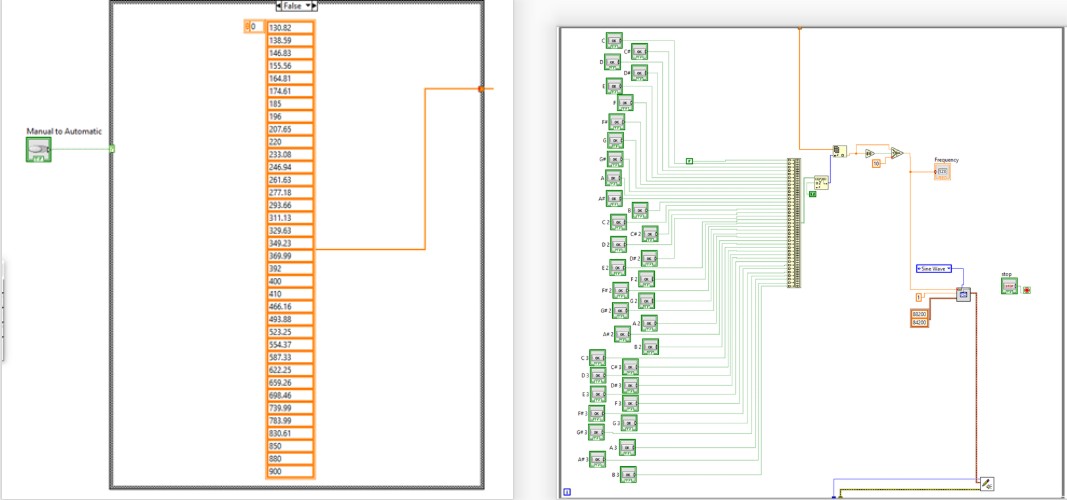 False
0
130.82
138.59
146.83
155.56
164.81
174.61
185
196
207.65
220
233.08
246.94
261.63
277.18
293.66
311.13
329.63
349.23
369.99
392
400
410
466.16
493.88
523.25
554.37
587.33
622.25
659.26
698.46
739.99
783.99
830.61
850
880
900
Manual to Automatic
C
C#
D
D#
E
F
F#
G
G#
A
A#
B
C 2
C# 2
D 2
D# 2
E 2
F 2
F# 2
G 2
G# 2
A 2
A# 2
B 2
C 3
C# 3
D 3
D# 3
E 3
F 3
F# 3
G 3
G# 3
A 3
A# 3
B 3
Frequency
Sine Wave
stop
1
i